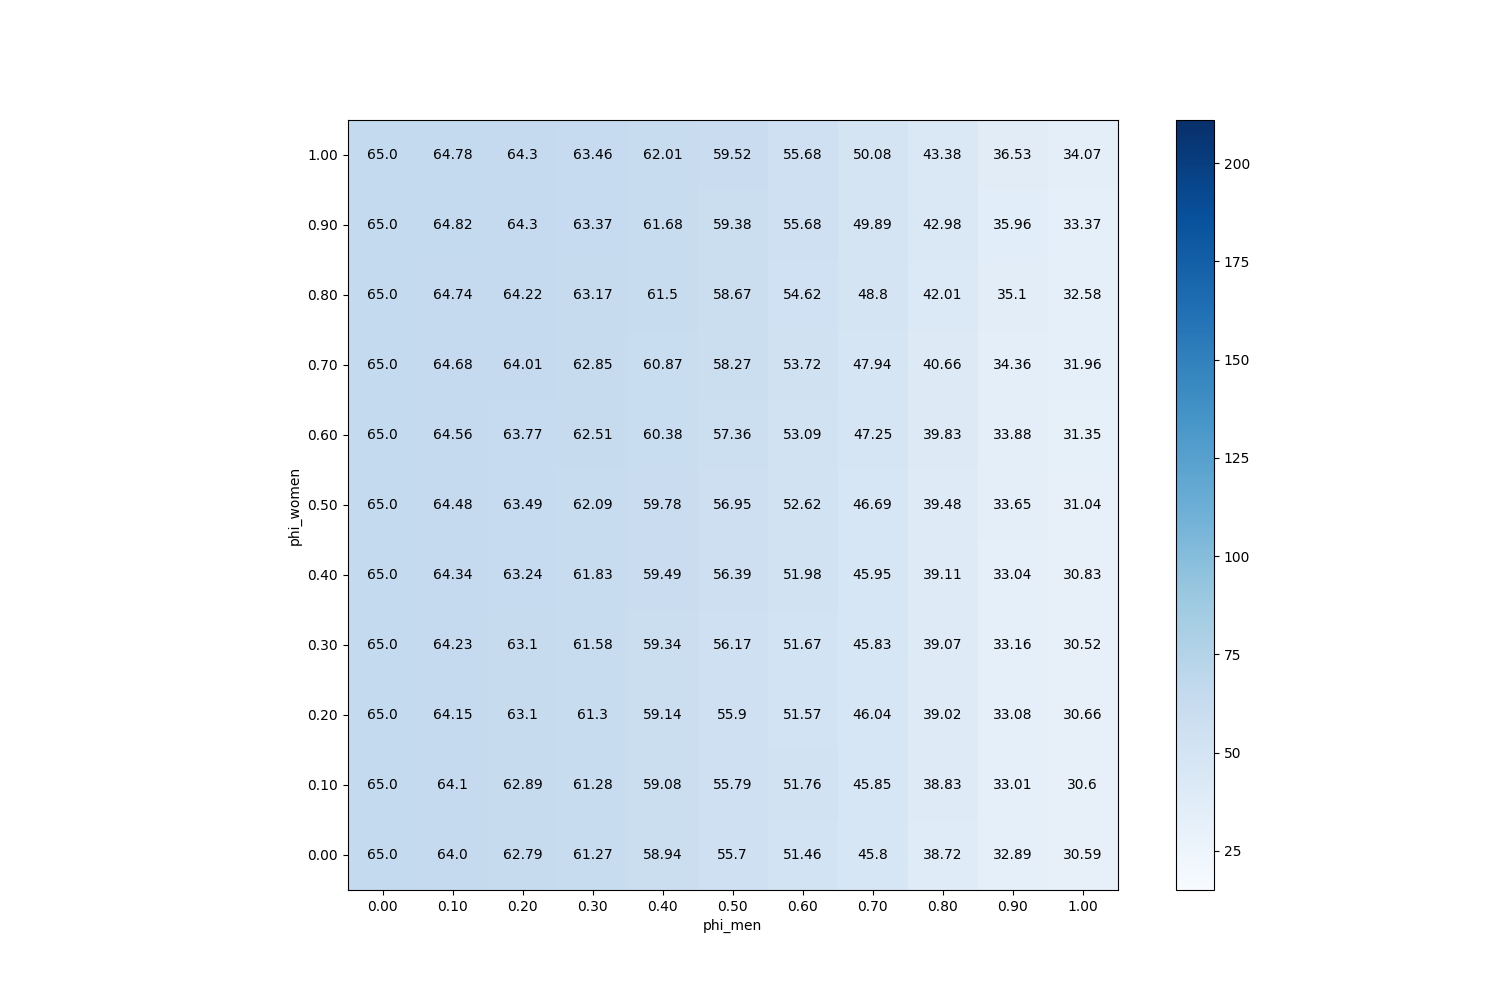 1.00 65.0 64.78 64.3 63.46 62.01 59.52 55.68 50.08 43.38 36.53 34.07
0.90 65.0 64.82 64.3 63.37 61.68 59.38 55.68 49.89 42.98 35.96 33.37
0.80 65.0 64.74 64.22 63.17 61.5 58.67 54.62 48.8 42.01 35.1 32.58
0.70 65.0 64.68 64.01 62.85 60.87 58.27 53.72 47.94 40.66 34.36 31.96
0.60 65.0 64.56 63.77 62.51 60.38 57.36 53.09 47.25 39.83 33.88 31.35
0.50 65.0 64.48 63.49 62.09 59.78 56.95 52.62 46.69 39.48 33.65 31.04
0.40 65.0 64.34 63.24 61.83 59.49 56.39 51.98 45.95 39.11 33.04 30.83
0.30 65.0 64.23 63.1 61.58 59.34 56.17 51.67 45.83 39.07 33.16 30.52
0.20 65.0 64.15 63.1 61.3 59.14 55.9 51.57 46.04 39.02 33.08 30.66
0.10 65.0 64.1 62.89 61.28 59.08 55.79 51.76 45.85 38.83 33.01 30.6
0.00 65.0 64.0 62.79 61.27 58.94 55.7 51.46 45.8 38.72 32.89 30.59
0.00 0.10 0.20 0.30 0.40 0.50 0.60 0.70 0.80 0.90 1.00
phi_men
phi_women
200
175
150
125
100
75
50
25